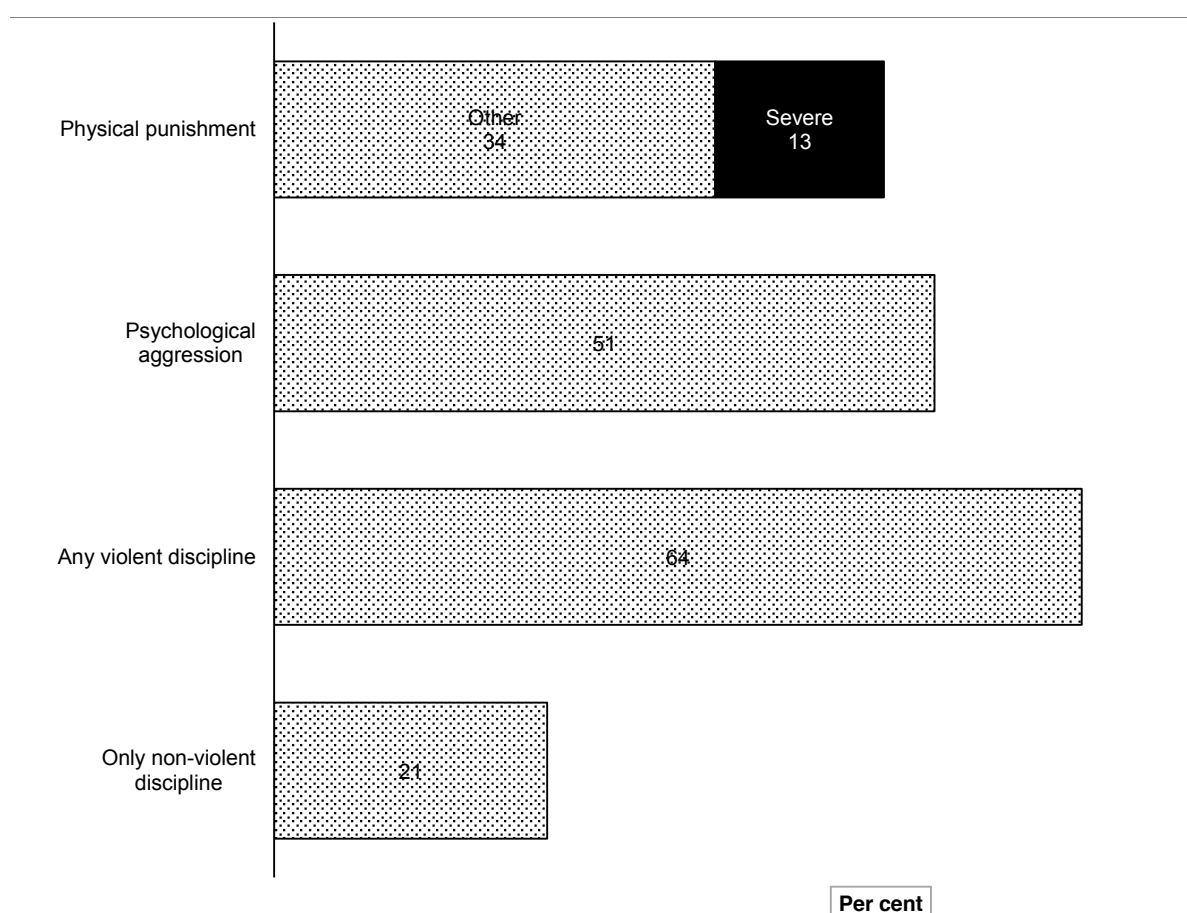 Physical punishment
Other
34
Severe
13
Psychological
aggression
51
Any violent discipline
64
Only non-violent
discipline
21
Per cent